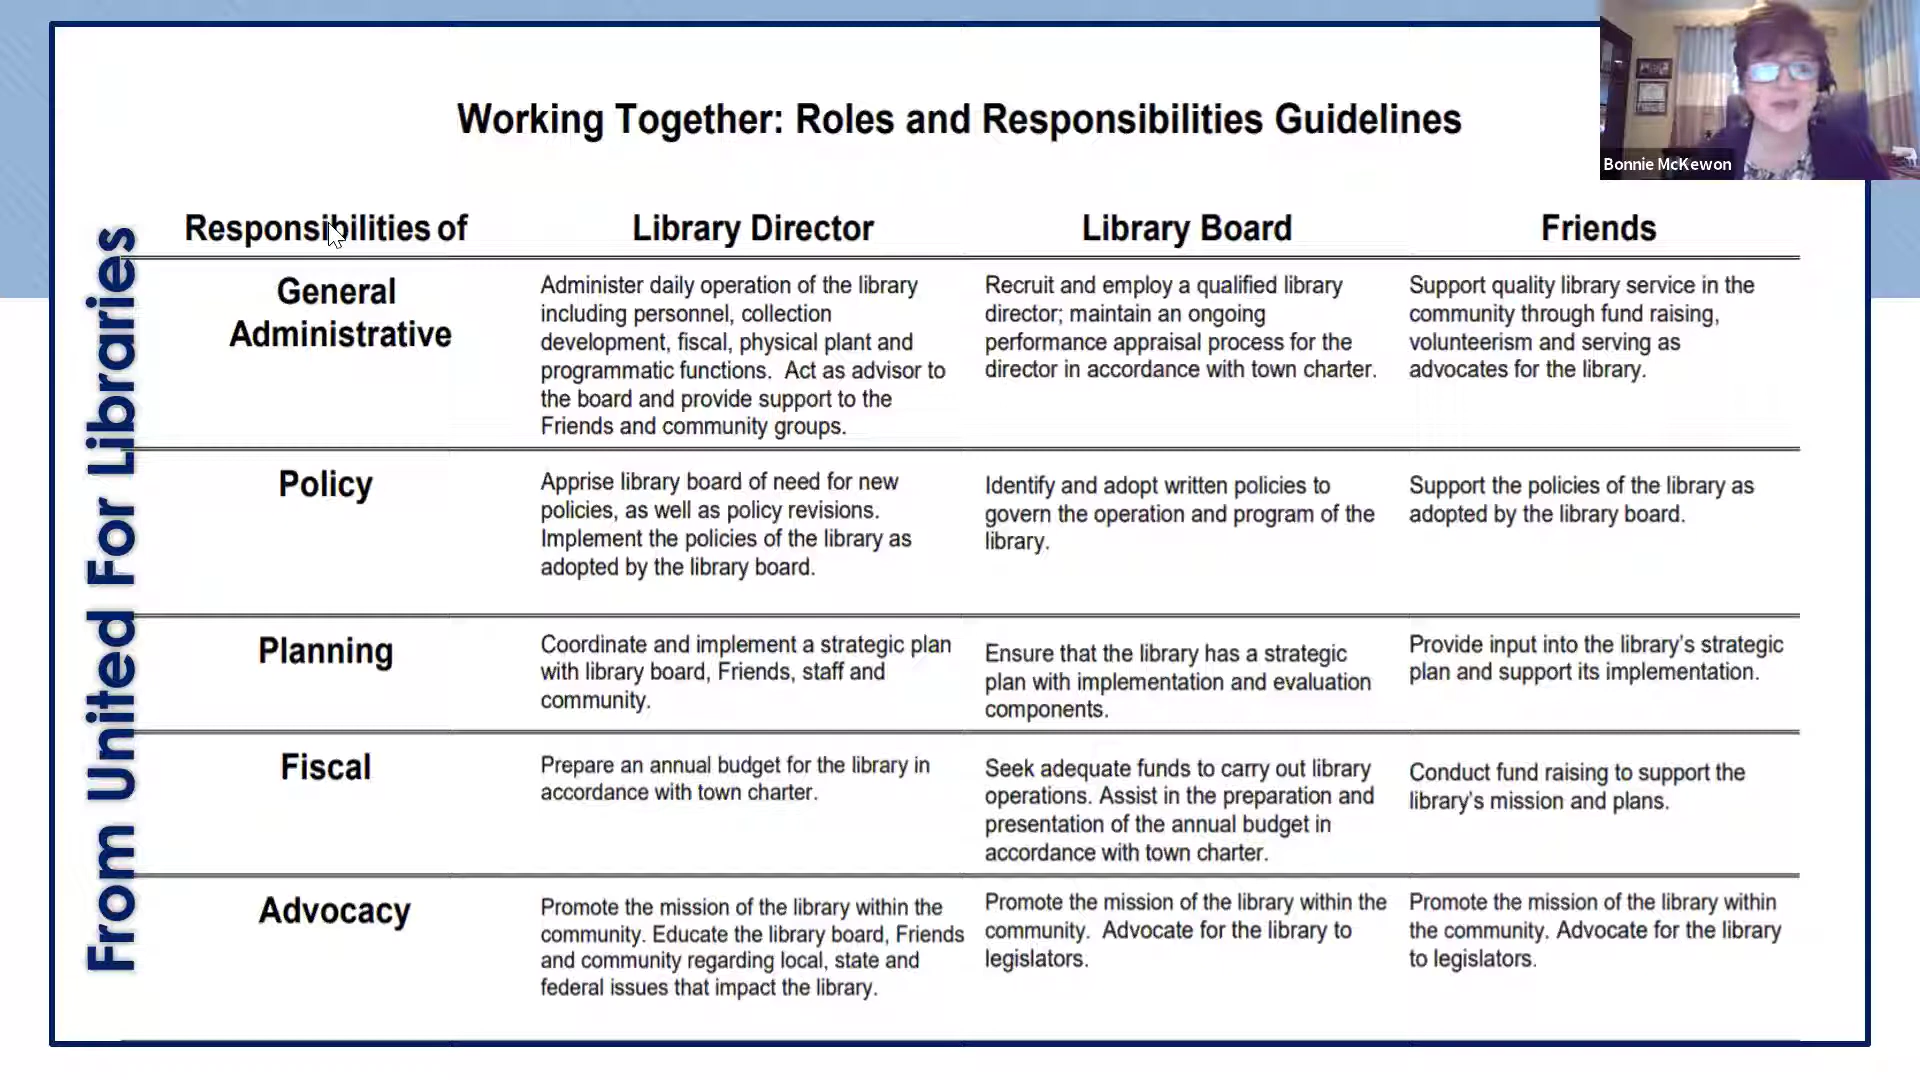 Working Together: Roles and Responsibilities Guidelines
Bonnie McKewon
From United For Libraries
Responsibilities of
Library Director
Library Board
Friends
General
Administrative
Administer daily operation of the library
including personnel, collection
development, fiscal, physical plant and
programmatic functions.  Act as advisor to
the board and provide support to the
Friends and community groups.
Recruit and employ a qualified library
director; maintain an ongoing
performance appraisal process for the
director in accordance with town charter.
Support quality library service in the
community through fund raising,
volunteerism and serving as
advocates for the library.
Policy
Apprise library board of need for new
policies, as well as policy revisions.
Implement the policies of the library as
adopted by the library board.
Identify and adopt written policies to
govern the operation and program of the
library.
Support the policies of the library as
adopted by the library board.
Planning
Coordinate and implement a strategic plan
with library board, Friends, staff and
community.
Ensure that the library has a strategic
plan with implementation and evaluation
components.
Provide input into the library's strategic
plan and support its implementation.
Fiscal
Prepare an annual budget for the library in
accordance with town charter.
Seek adequate funds to carry out library
operations. Assist in the preparation and
presentation of the annual budget in
accordance with town charter.
Conduct fund raising to support the
library's mission and plans.
Advocacy
Promote the mission of the library within the
community. Educate the library board, Friends
and community regarding local, state and
federal issues that impact the library.
Promote the mission of the library within the
community.  Advocate for the library to
legislators.
Promote the mission of the library within
the community. Advocate for the library
to legislators.